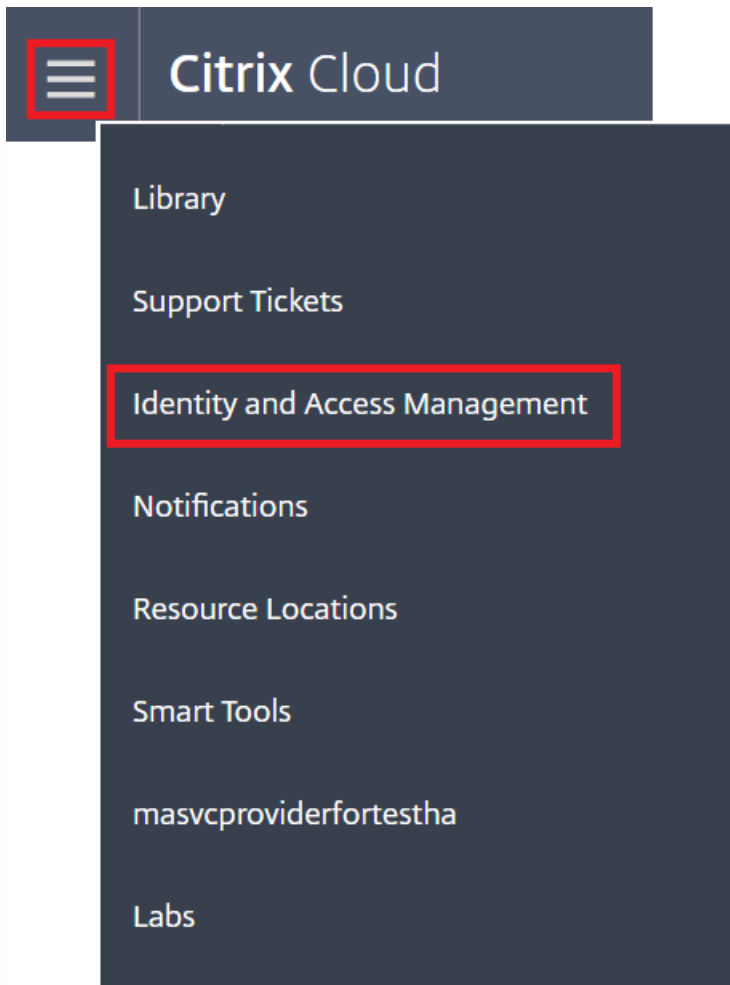 Citrix Cloud
Library
Support Tickets
Identity and Access Management
Notifications
Resource Locations
Smart Tools
masvcproviderfortestha
Labs